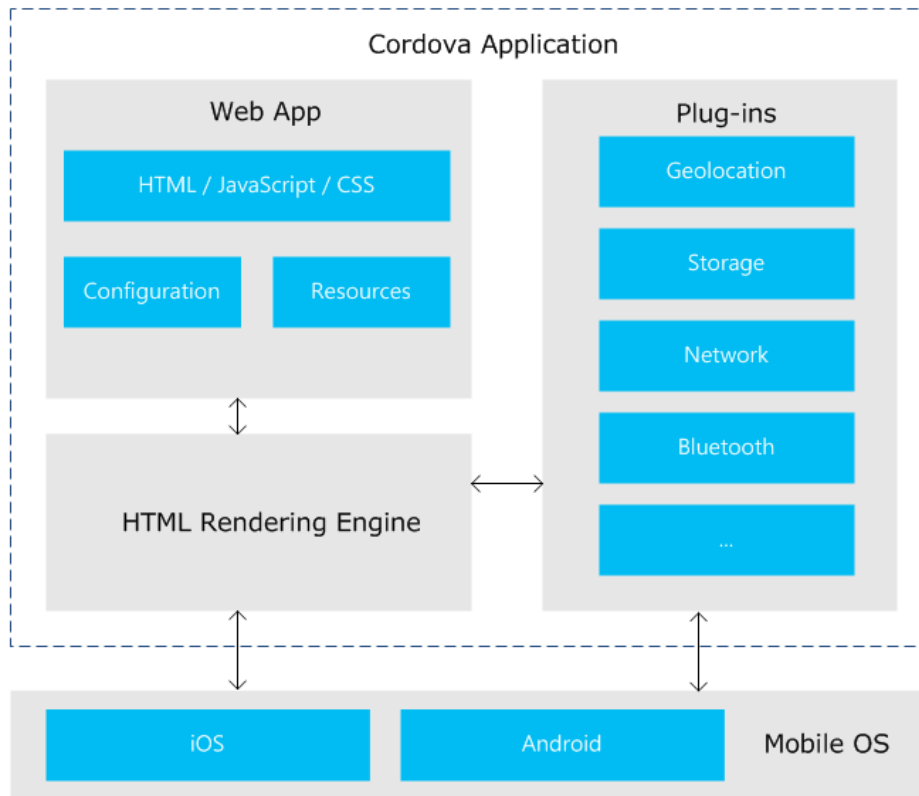 Cordova Application
Web App
HTML / JavaScript / CSS
Configuration
Resources
HTML Rendering Engine
Plug-ins
Geolocation
Storage
Network
Bluetooth
...
iOS
Android
Mobile OS